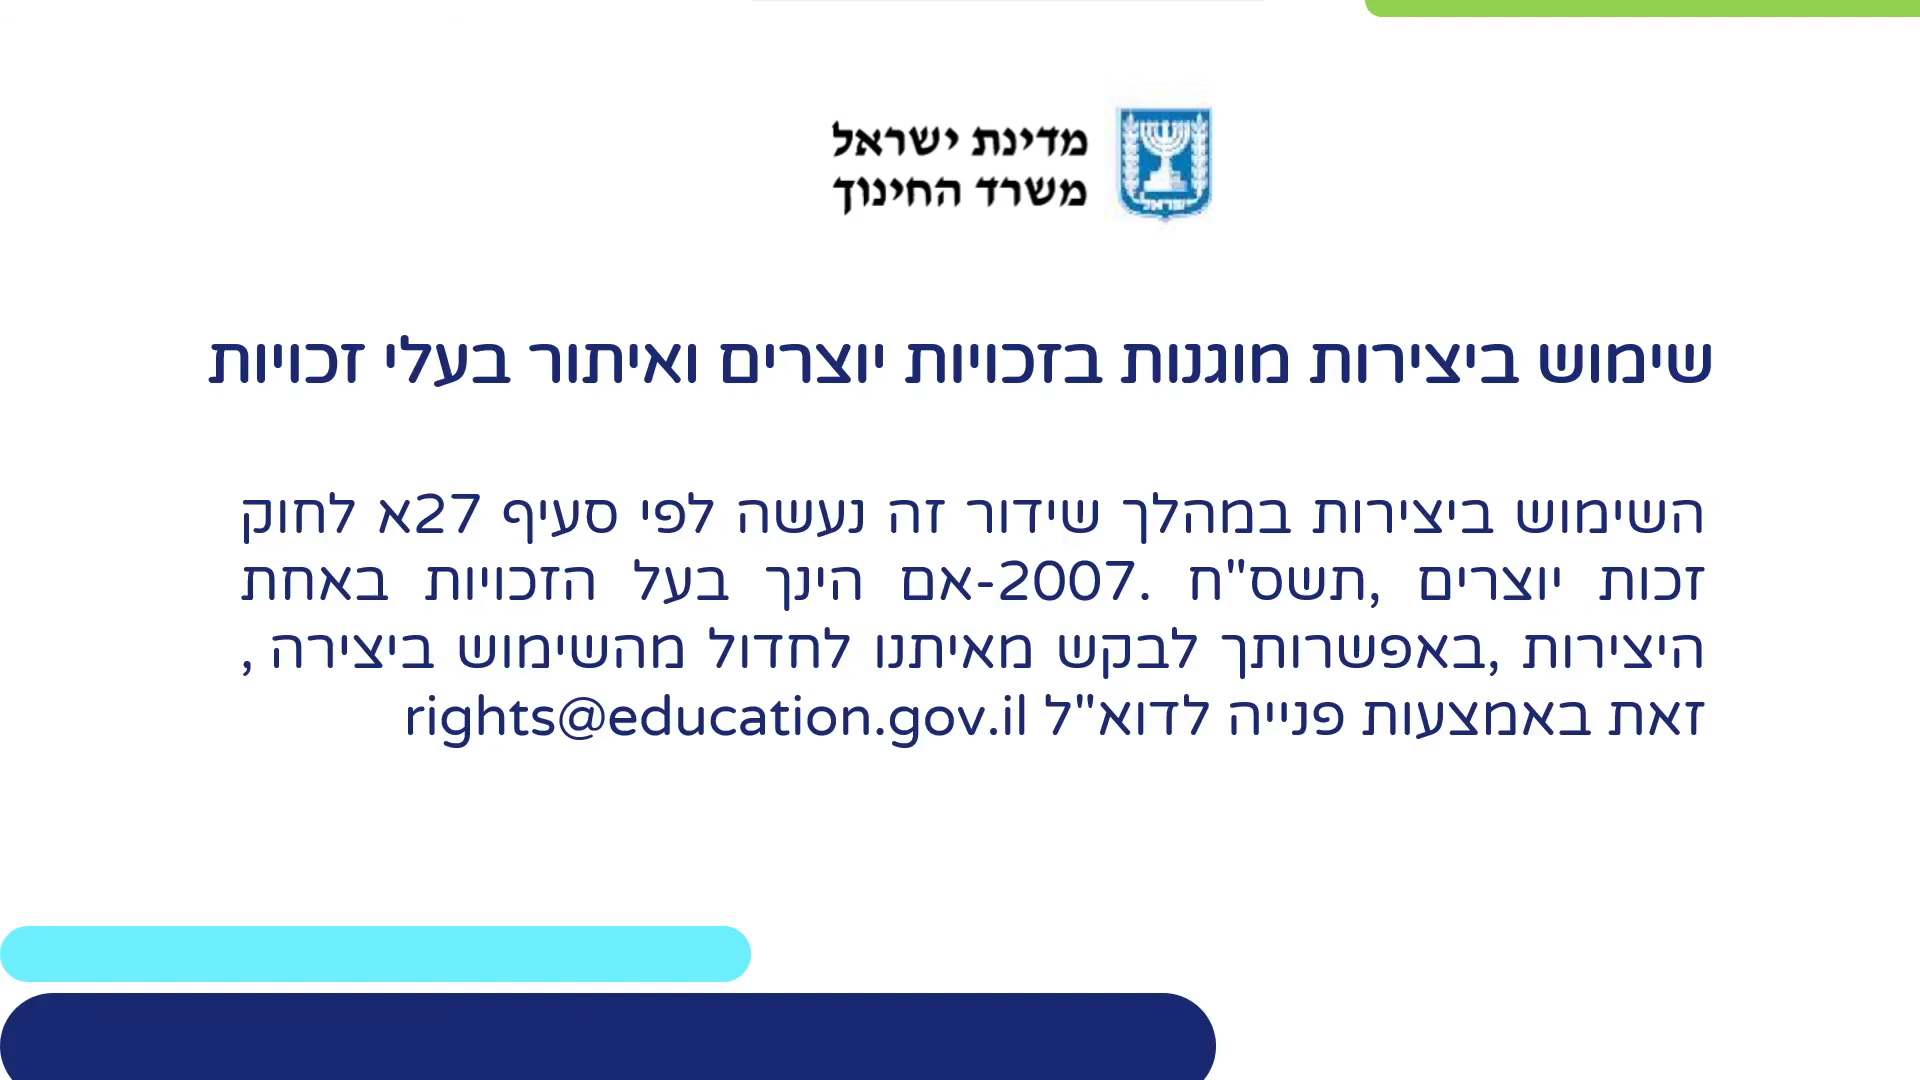 מדינת ישראל
משרד החינוך
ישראל
שימוש ביצירות מוגנות בזכויות יוצרים ואיתור בעלי זכויות
השימוש ביצירות במהלך שידור זה נעשה לפי סעיף 27א לחוק
זכות יוצרים ,תשס"ח .2007-אם הינך בעל הזכויות באחת
היצירות ,באפשרותך לבקש מאיתנו לחדול מהשימוש ביצירה ,
זאת באמצעות פנייה לדוא"ל rights@education.gov.il